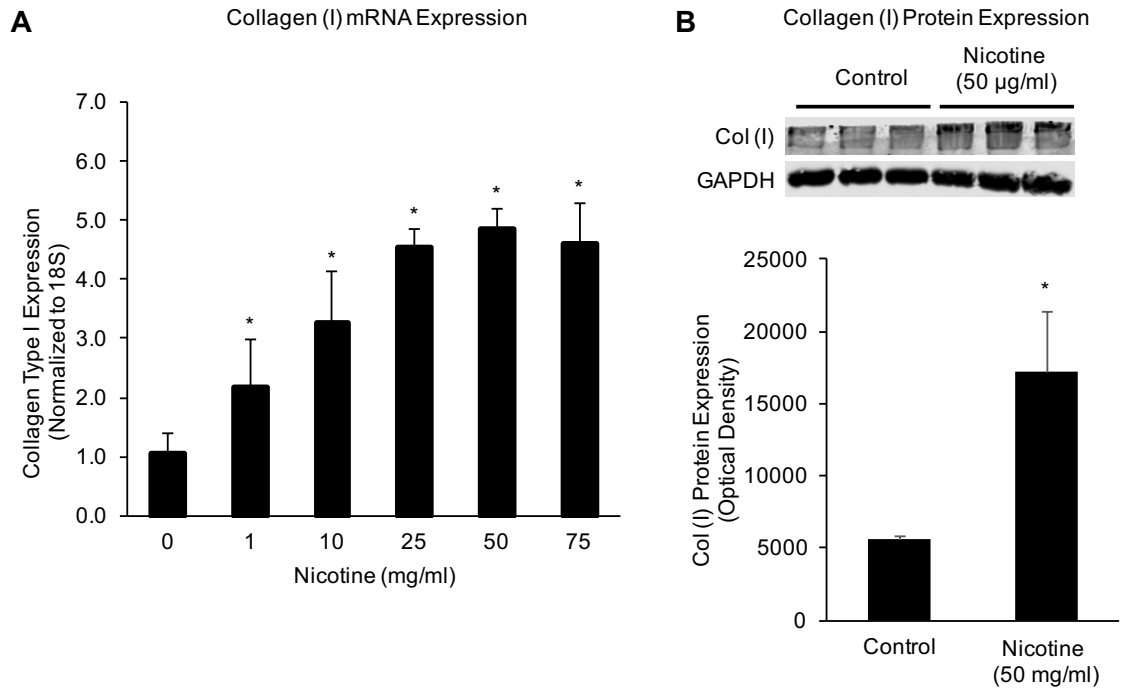 A
Collagen (I) mRNA Expression
7.0
6.0
5.0
4.0
3.0
2.0
1.0
0.0
Collagen Type I Expression
(Normalized to 18S)
*
*
*
*
*
0
1
10
25
50
75
Nicotine (mg/ml)
B
Collagen (I) Protein Expression
Control
Nicotine
(50 µg/ml)
Col (I)
GAPDH
25000
20000
15000
10000
5000
0
Col (I) Protein Expression
(Optical Density)
*
Control
Nicotine
(50 mg/ml)